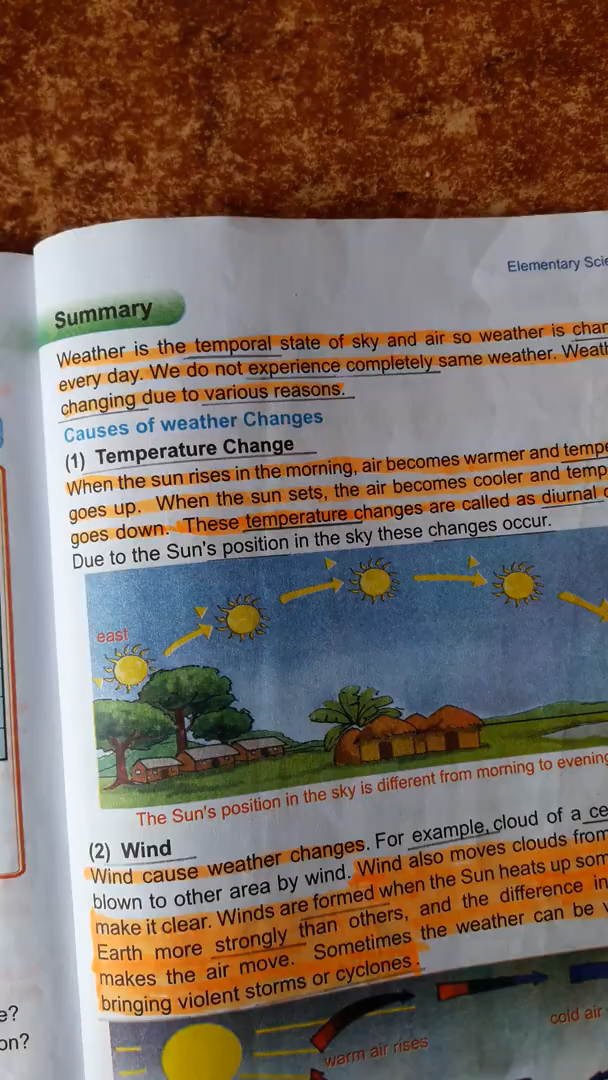 Elementary
Summary
Weather is the temporal state of sky and air so weather is
every day. We do not experience completely same weather.
changing due to various reasons.
Causes of weather Changes
(1) Temperature Change
When the sun rises in the morning, air becomes warmer and
goes up. When the sun sets, the air becomes cooler and
goes down. These temperature changes are called as diurnal
Due to the Sun's position in the sky these changes occur.
east
The Sun's position in the sky is different from morning to evening
(2) Wind
Wind cause weather changes. For example, cloud of a
blown to other area by wind. Wind also moves clouds from
make it clear. Winds are formed when the Sun heats up
Earth more strongly than others, and the difference in
makes the air move. Sometimes the weather can be
bringing violent storms or cyclones.
warm air rises
cold air
e?
on?